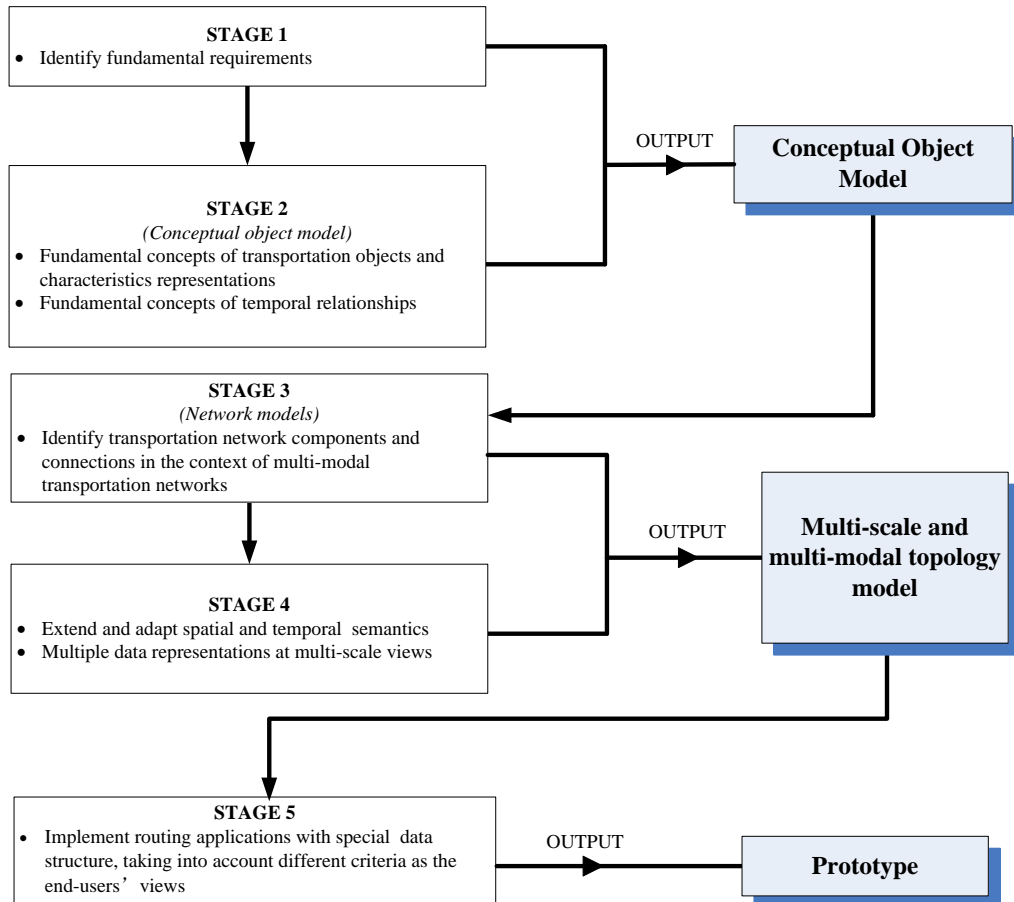 STAGE 1
• Identify fundamental requirements
OUTPUT
Conceptual Object
Model
STAGE 2
(Conceptual object model)
• Fundamental concepts of transportation objects and
characteristics representations
• Fundamental concepts of temporal relationships
STAGE 3
(Network models)
• Identify transportation network components and
connections in the context of multi-modal
transportation networks
OUTPUT
Multi-scale and
multi-modal topology
model
STAGE 4
• Extend and adapt spatial and temporal semantics
• Multiple data representations at multi-scale views
STAGE 5
• Implement routing applications with special data
structure, taking into account different criteria as the
end-users’ views
OUTPUT
Prototype